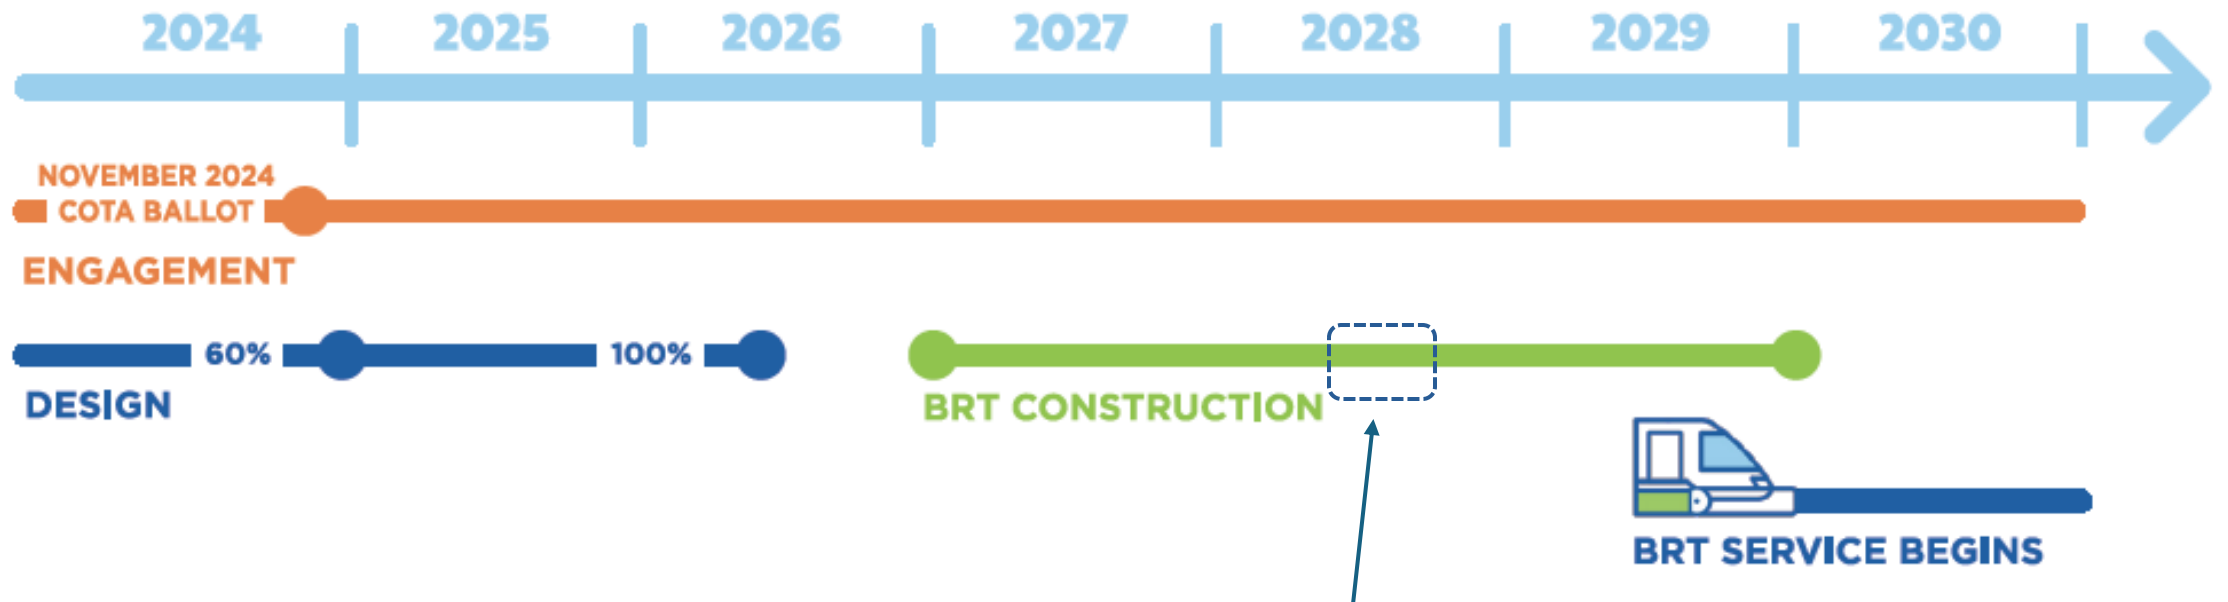 2024 2025 2026 2027 2028 2029 2030
NOVEMBER 2024
COTA BALLOT
ENGAGEMENT
60% 100%
DESIGN
BRT CONSTRUCTION
BRT SERVICE BEGINS